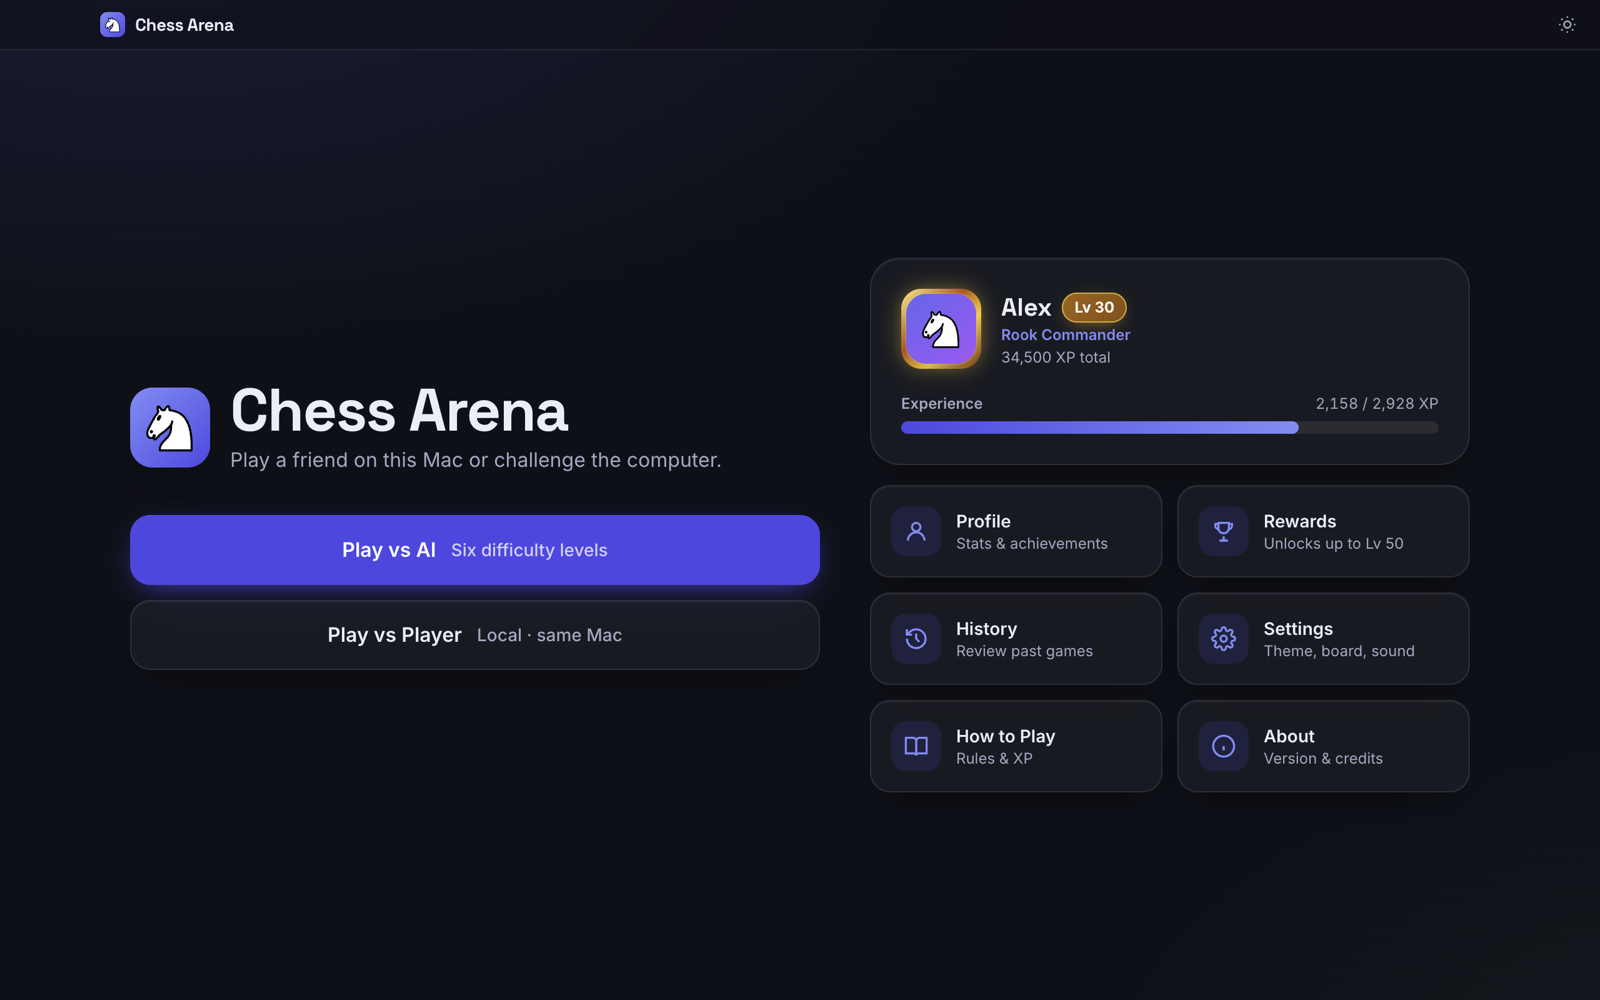 Chess Arena
Chess Arena
Play a friend on this Mac or challenge the computer.
Play vs AI Six difficulty levels
Play vs Player Local · same Mac
Alex Lv 30
Rook Commander
34,500 XP total
Experience 2,158 / 2,928 XP
Profile
Stats & achievements
Rewards
Unlocks up to Lv 50
History
Review past games
Settings
Theme, board, sound
How to Play
Rules & XP
About
Version & credits